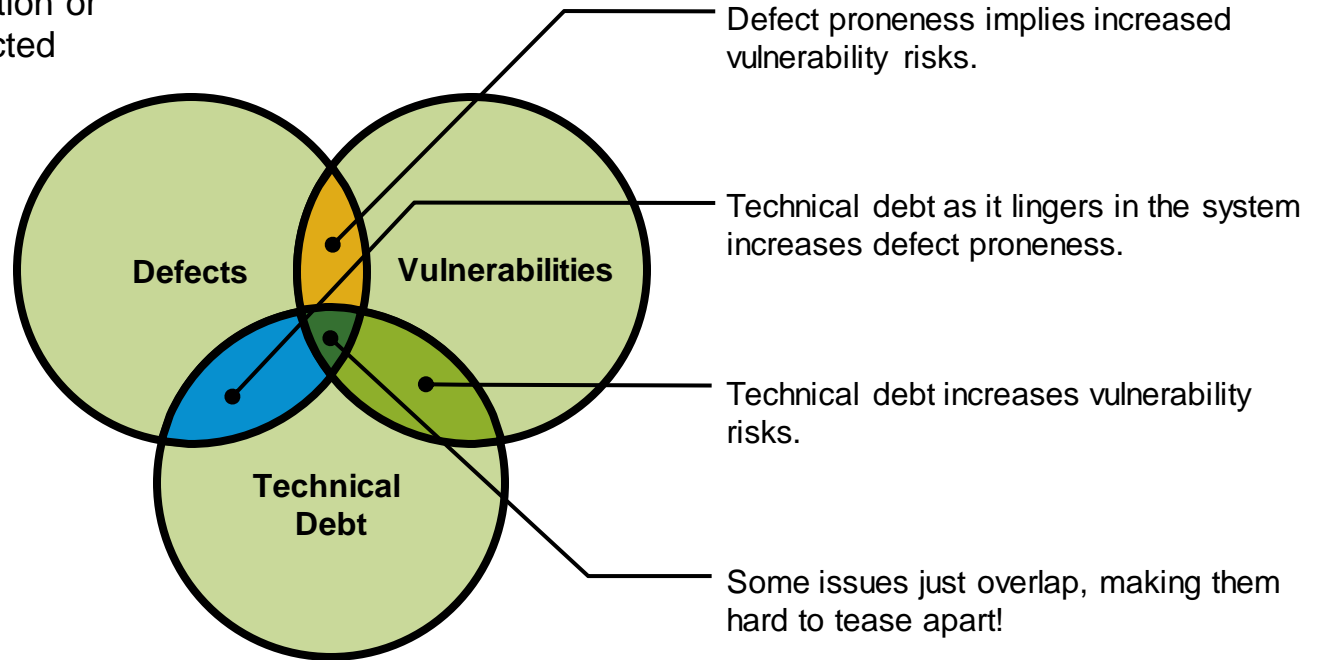 or
Defect proneness implies increased
vulnerability risks.
Technical debt as it lingers in the system
increases defect proneness.
Defects
Vulnerabilities
Technical debt increases vulnerability
risks.
Technical
Debt
Some issues just overlap, making them
hard to tease apart!